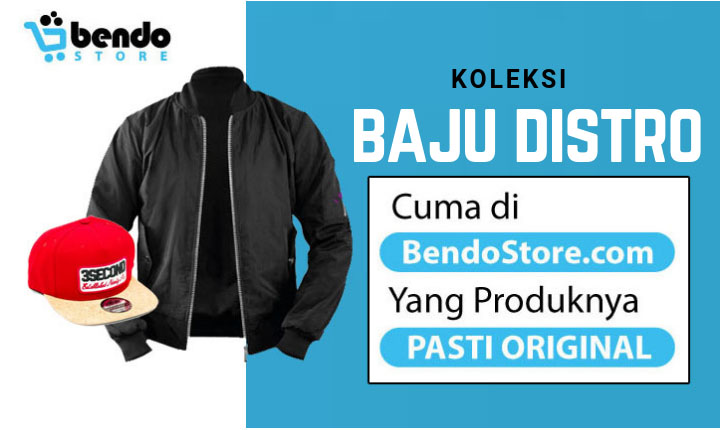 bendo
STORE
KOLEKSI
BAJU DISTRO
Cuma di
BendoStore.com
Yang Produknya
PASTI ORIGINAL
3SECOND